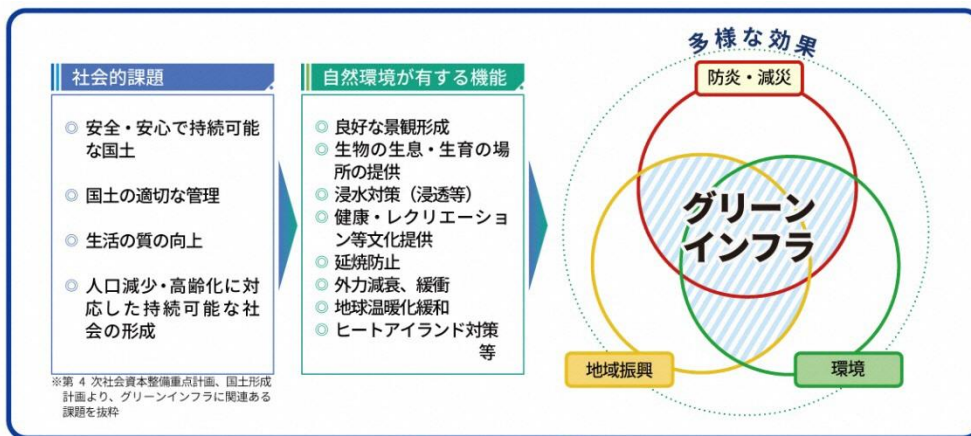 社会的課題
◎ 安全・安心で持続可能
な国土
◎ 国土の適切な管理
◎ 生活の質の向上
◎ 人口減少・高齢化に対
応した持続可能な社
会の形成
※第 4 次社会資本整備重点計画、国土形成
計画より、グリーンインフラに関連ある
課題を抜粋
自然環境が有する機能
◎ 良好な景観形成
◎ 生物の生息・生育の場
所の提供
◎ 浸水対策（浸透等）
◎ 健康・レクリエーショ
ン等文化提供
◎ 延焼防止
◎ 外力減衰、緩衝
◎ 地球温暖化緩和
◎ ヒートアイランド対策
等
多様な効果
防炎・減災
グリーン
インフラ
地域振興
環境